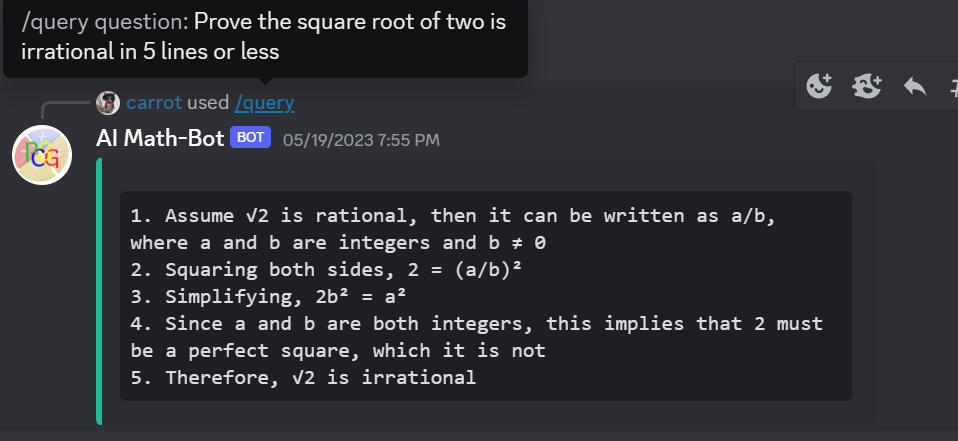 /query question: Prove the square root of two is
irrational in 5 lines or less
carrot used /query
PCG
AI Math-Bot BOT 05/19/2023 7:55 PM
1. Assume √2 is rational, then it can be written as a/b,
where a and b are integers and b ≠ 0
2. Squaring both sides, 2 = (a/b)²
3. Simplifying, 2b² = a²
4. Since a and b are both integers, this implies that 2 must
be a perfect square, which it is not
5. Therefore, √2 is irrational